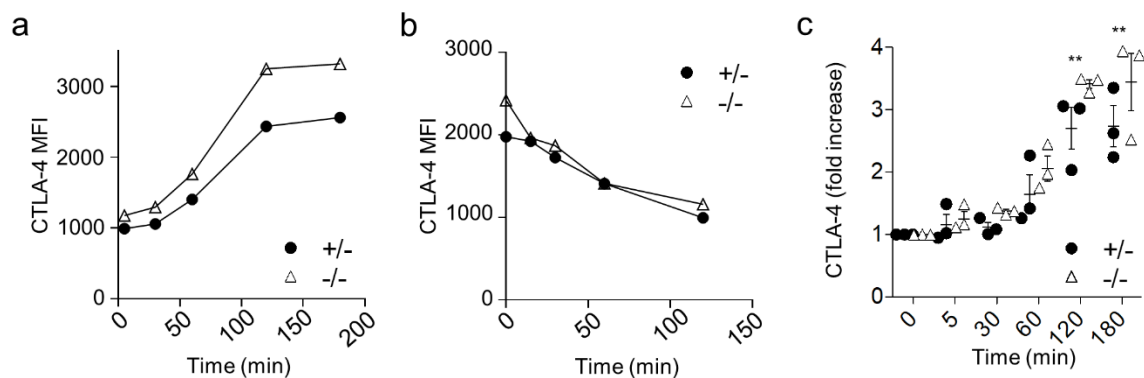 a
CTLA-4 MFI
3000
2000
1000
0
0 50 100 150 200
Time (min)
+/-
-/-
b
CTLA-4 MFI
3000
2000
1000
0
0 50 100 150
Time (min)
+/-
-/-
c
CTLA-4 (fold increase)
4
3
2
1
0
** **
0 5 30 60 120 180
Time (min)
+/-
-/-